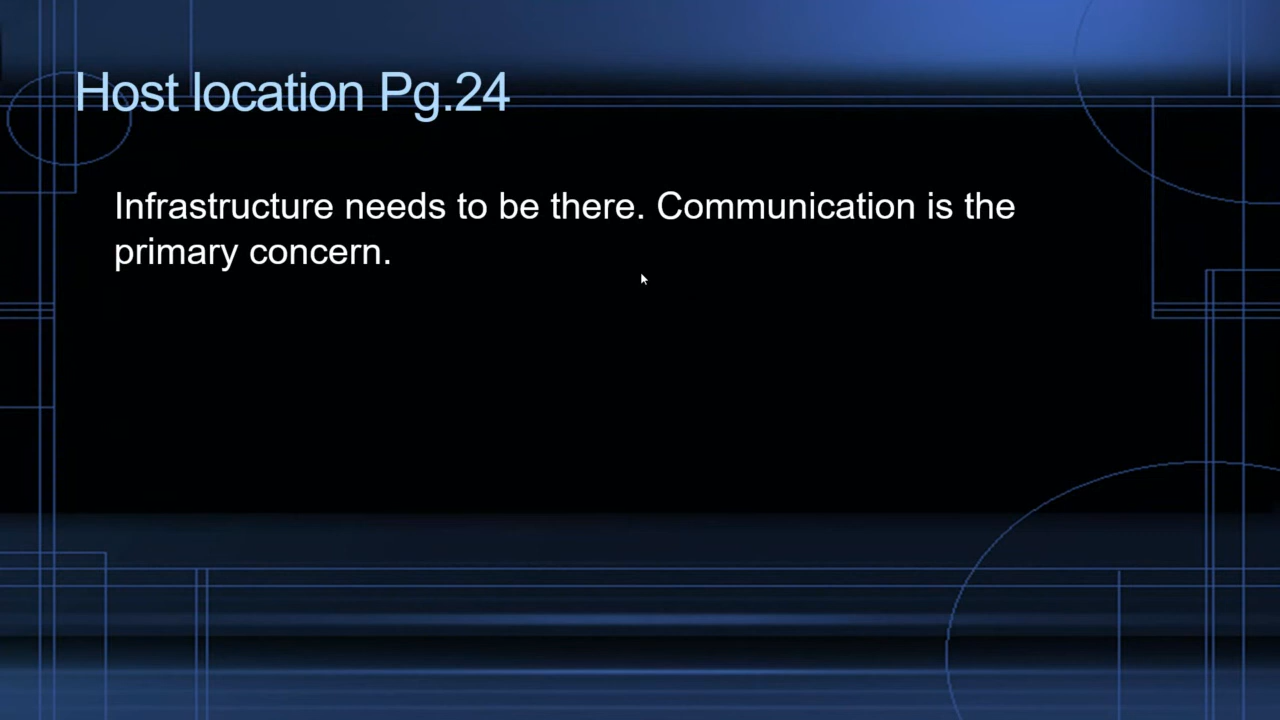 Host location Pg.24
Infrastructure needs to be there. Communication is the
primary concern.